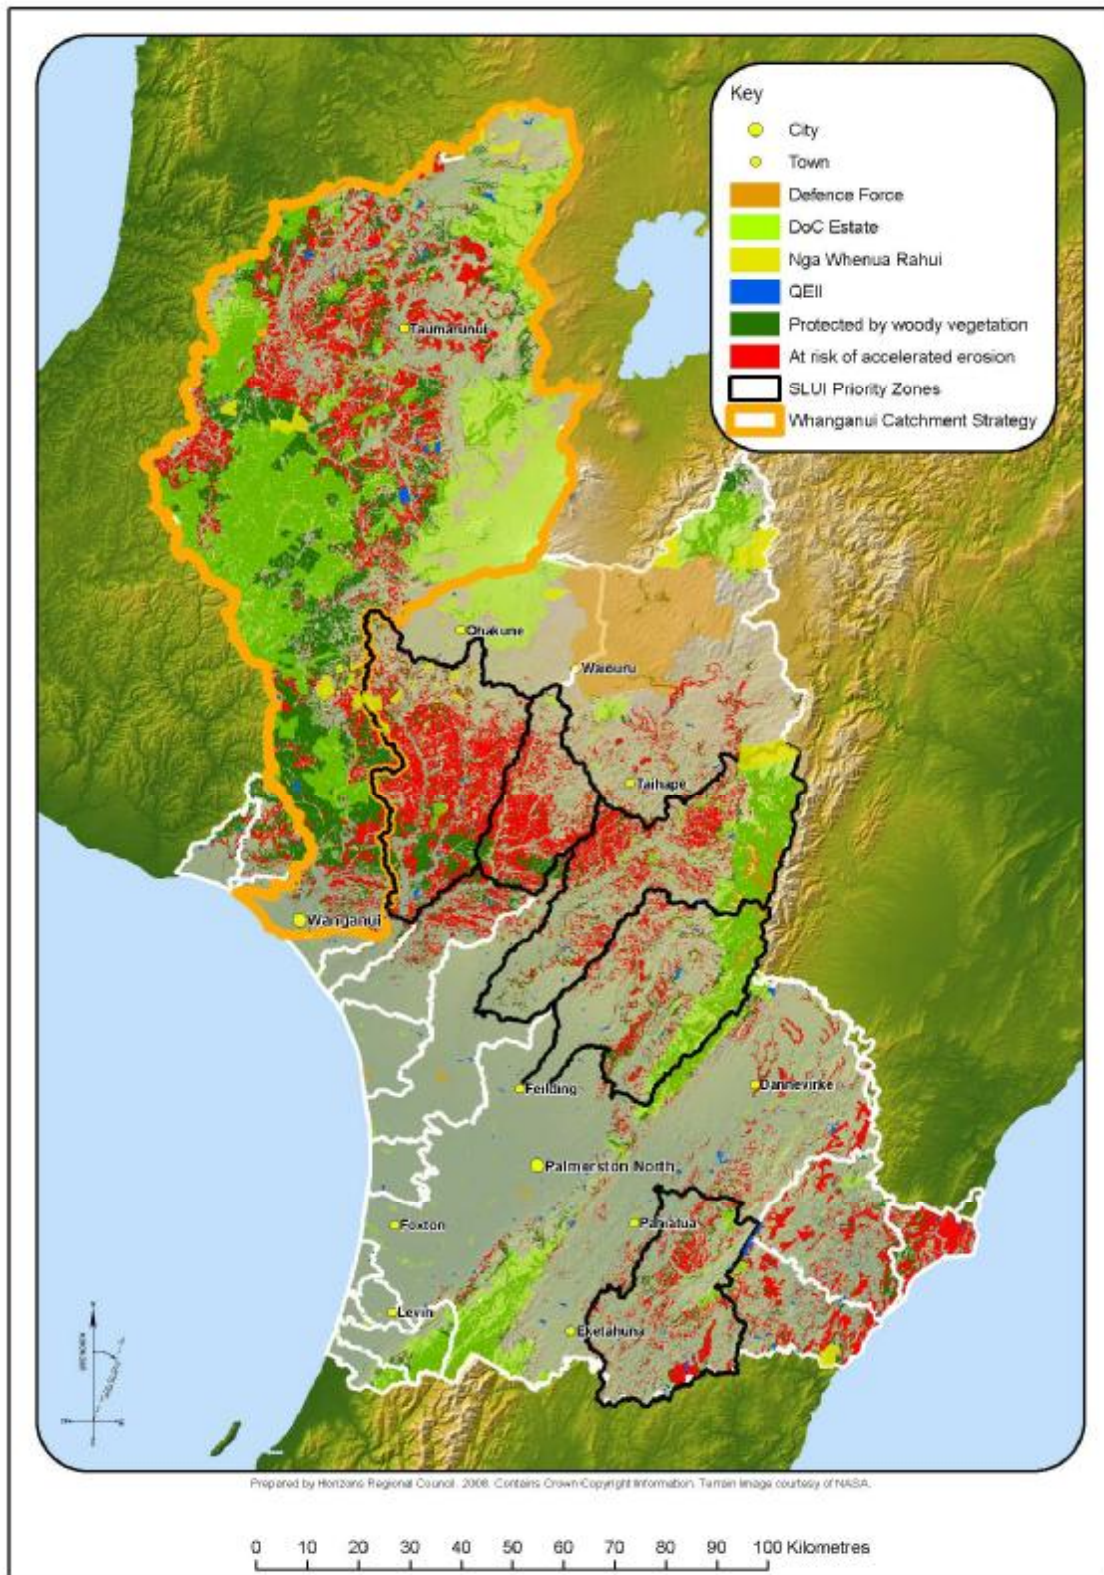 Key
City
Town
Defence Force
DoC Estate
Nga Whenua Rahui
QEII
Protected by woody vegetation
At risk of accelerated erosion
SLUI Priority Zones
Whanganui Catchment Strategy
Taumarunui
Ohakune
Waiouru
Taihape
Wanganui
Dannevirke
Feilding
Palmerston North
Foxton
Pahiatua
Levin
Eketahuna
Prepared by Horizons Regional Council. 2008. Contains Crown Copyright Information. Terrain Image courtesy of NASA.
0 10 20 30 40 50 60 70 80 90 100 Kilometres